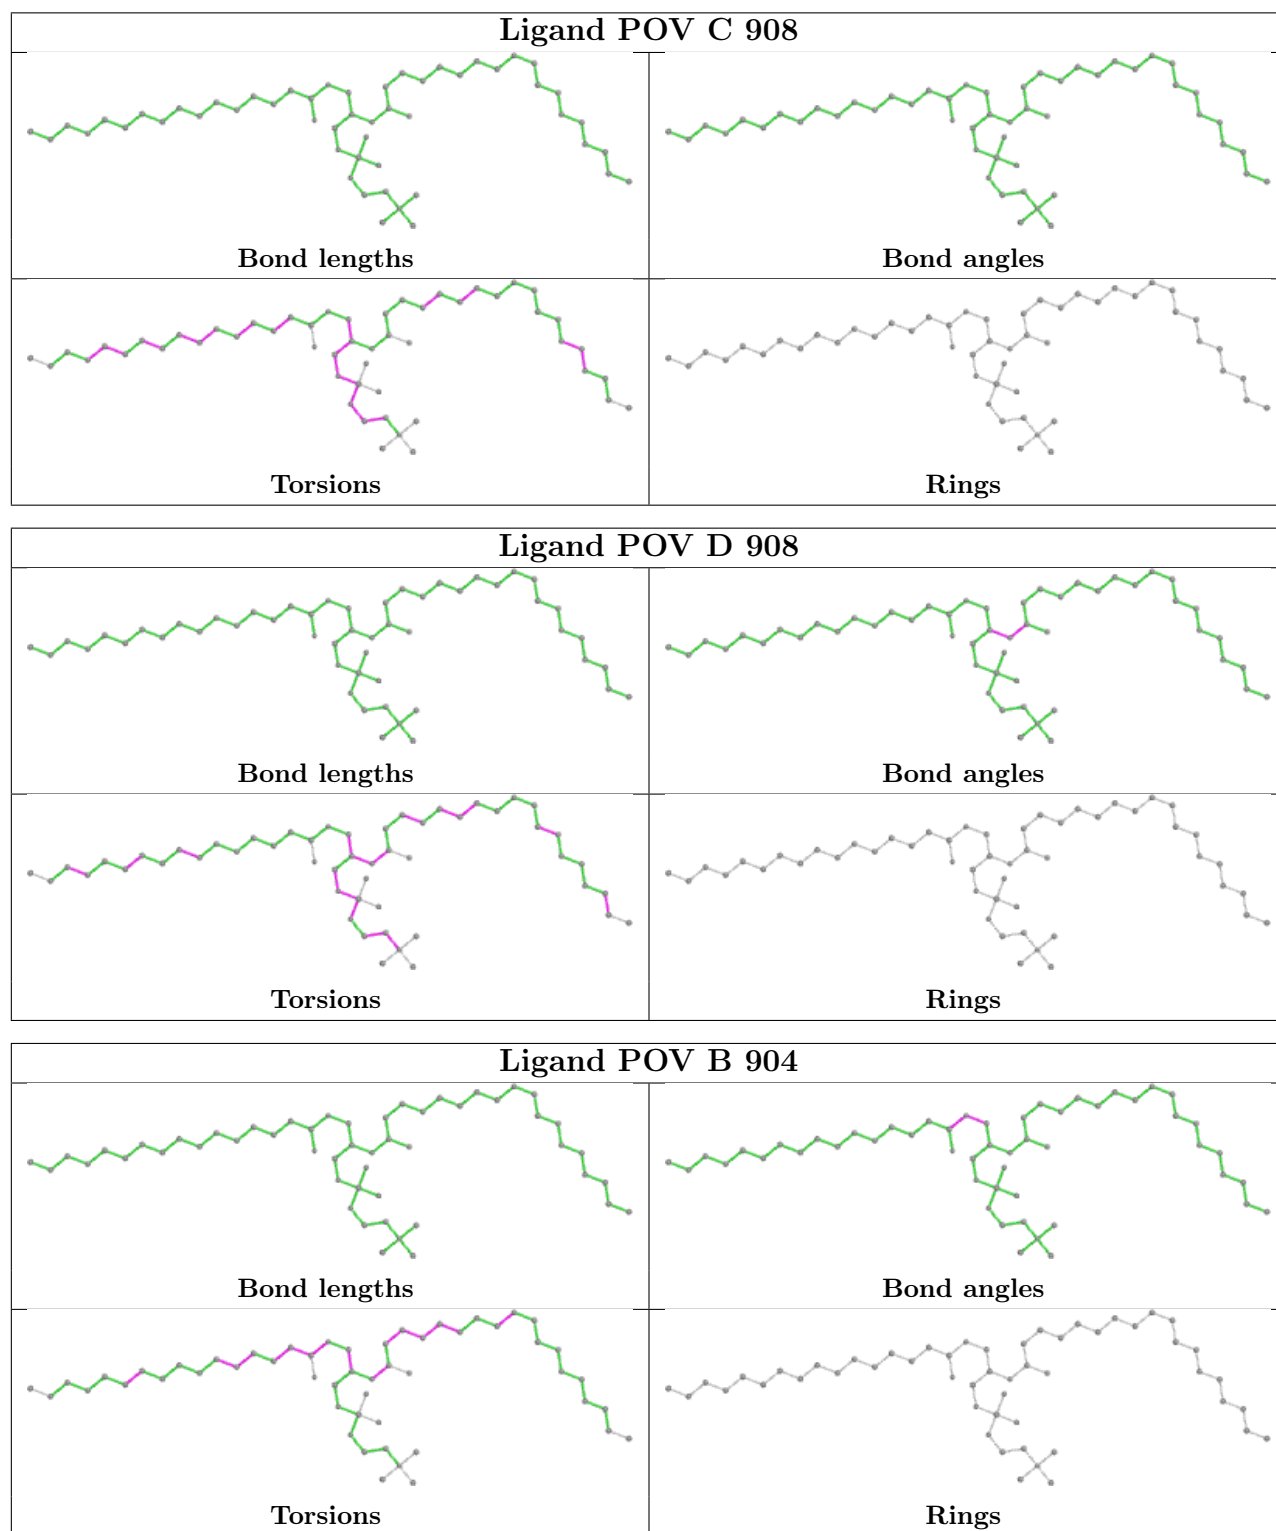 Ligand POV C 908
Bond lengths
Bond angles
Torsions
Rings
Ligand POV D 908
Bond lengths
Bond angles
Torsions
Rings
Ligand POV B 904
Bond lengths
Bond angles
Torsions
Rings